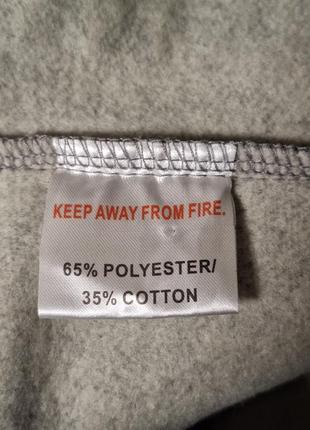 KEEP AWAY FROM FIRE.
65% POLYESTER/
35% COTTON